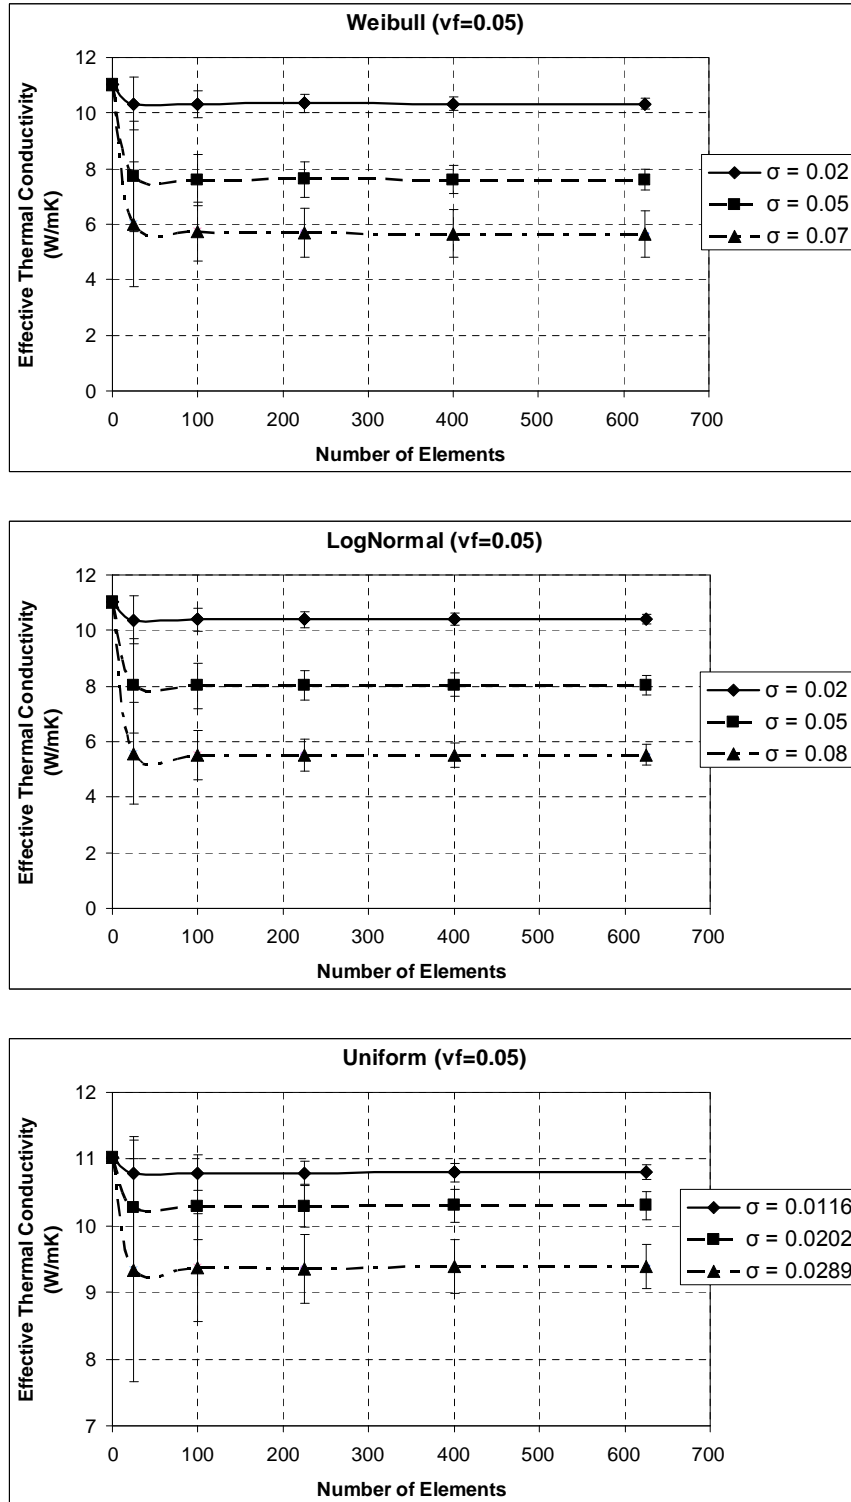 Weibull (vf=0.05)
Effective Thermal Conductivity
(W/mK)
12
10
8
6
4
2
0
0 100 200 300 400 500 600 700
Number of Elements
σ = 0.02
σ = 0.05
σ = 0.07
LogNormal (vf=0.05)
Effective Thermal Conductivity
(W/mK)
12
10
8
6
4
2
0
0 100 200 300 400 500 600 700
Number of Elements
σ = 0.02
σ = 0.05
σ = 0.08
Uniform (vf=0.05)
Effective Thermal Conductivity
(W/mK)
12
11
10
9
8
7
0 100 200 300 400 500 600 700
Number of Elements
σ = 0.0116
σ = 0.0202
σ = 0.0289